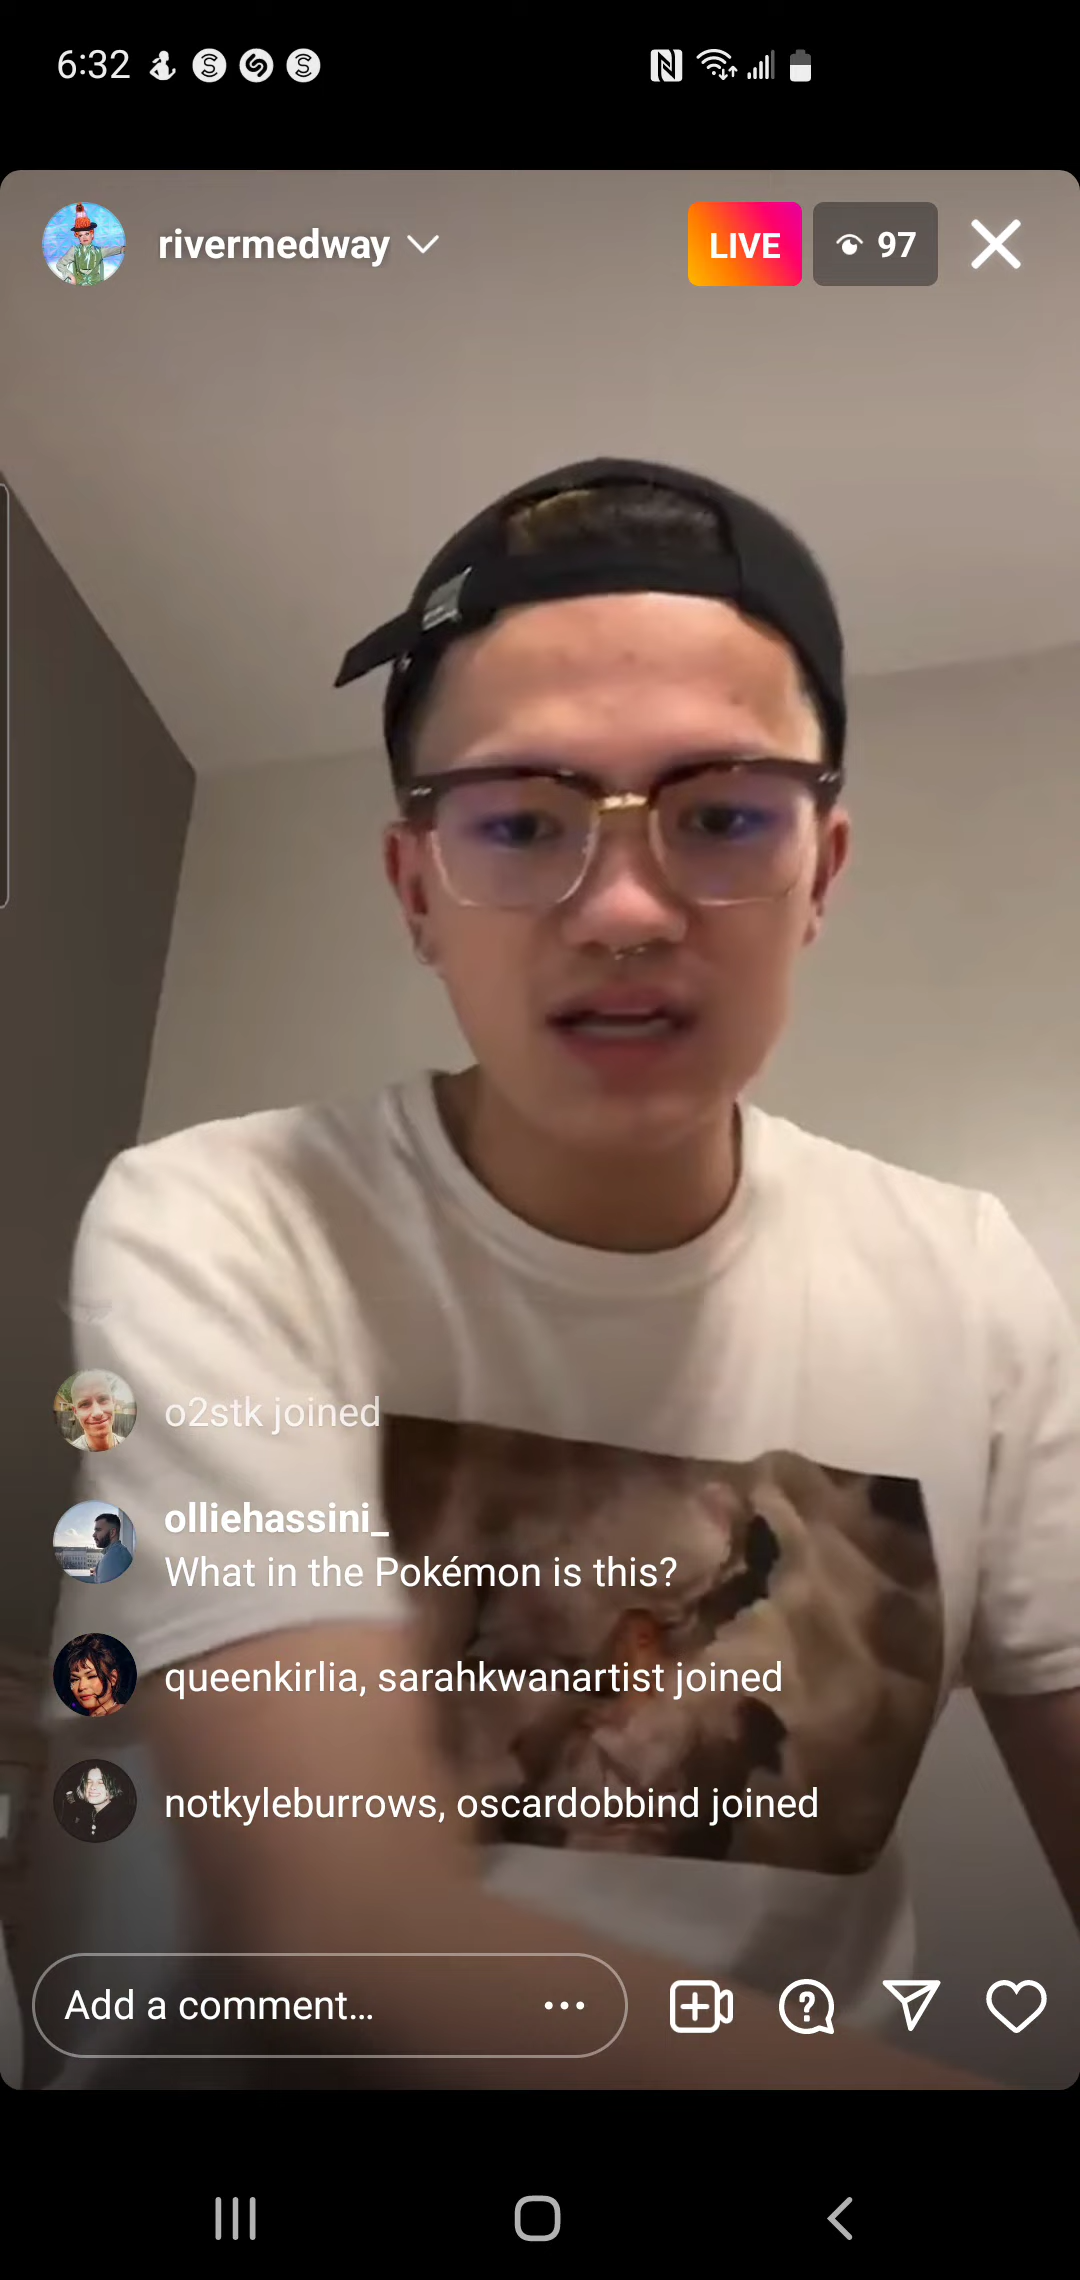 6:32
rivermedway
LIVE
97
o2stk joined
olliehassini_
What in the Pokémon is this?
queenkirlia, sarahkwanartist joined
notkyleburrows, oscardobbind joined
Add a comment...